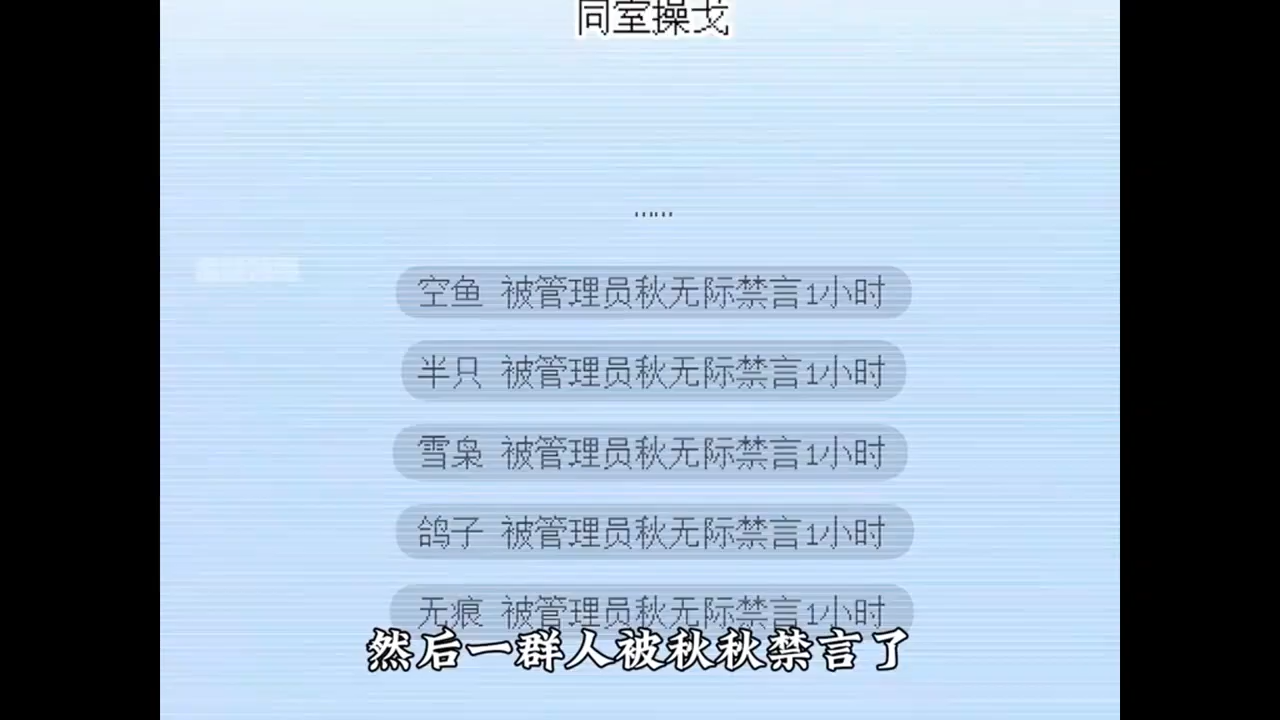 同室操戈
……
空鱼 被管理员秋无际禁言1小时
半只 被管理员秋无际禁言1小时
雪枭 被管理员秋无际禁言1小时
鸽子 被管理员秋无际禁言1小时
无痕 被管理员秋无际禁言1小时
然后一群人被秋秋禁言了